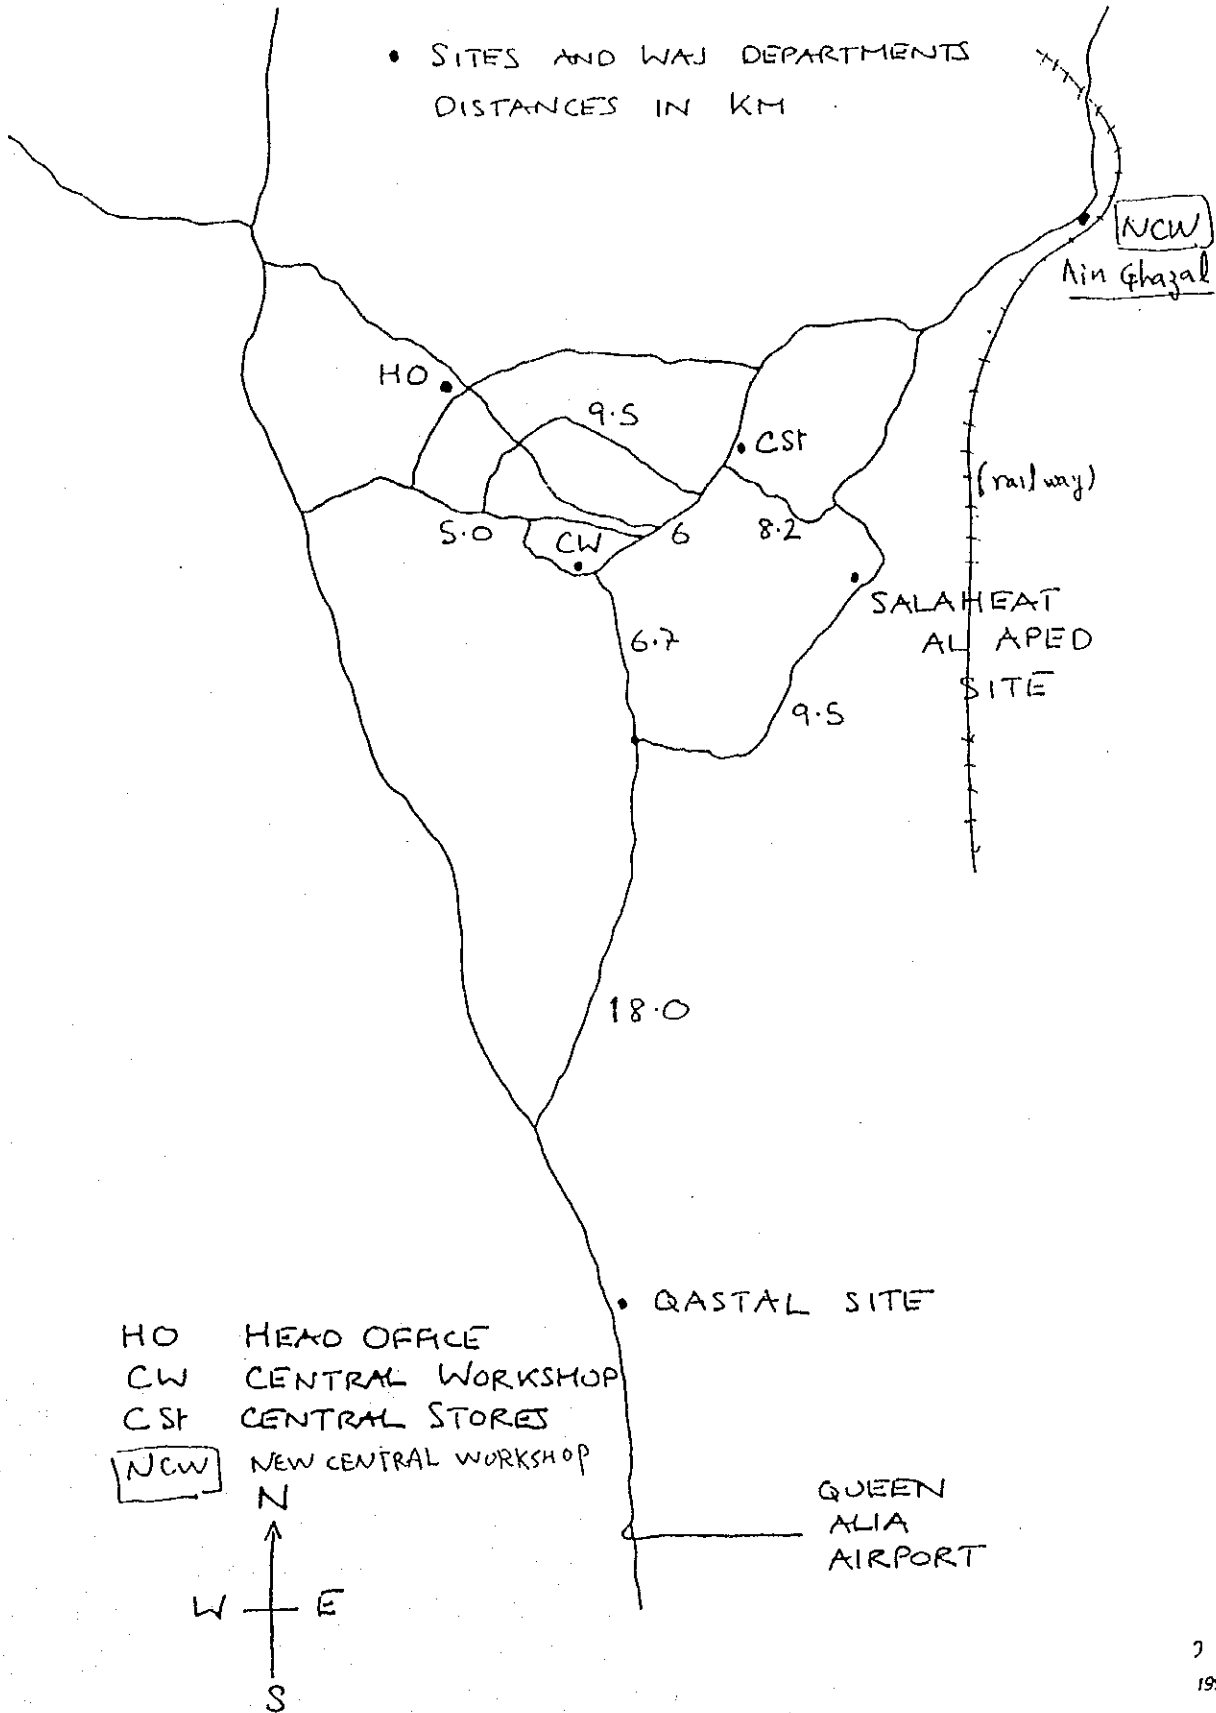 • SITES AND WAJ DEPARTMENTS
DISTANCES IN KM
NCW
Ain Ghazal
HO
9.5
CSt
(railway)
5.0
CW
6
8.2
SALAHEAT
AL APED
SITE
6.7
9.5
18.0
• QASTAL SITE
HO HEAD OFFICE
CW CENTRAL WORKSHOP
CSt CENTRAL STORES
NCW NEW CENTRAL WORKSHOP
N
W E
S
QUEEN
ALIA
AIRPORT